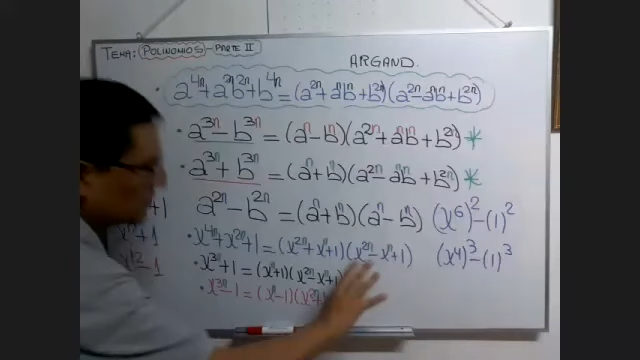 TEMA: POLINOMIOS - PARTE II
ARGAND.
• a⁴ⁿ+a²ⁿb²ⁿ+b⁴ⁿ=(a²ⁿ+aⁿbⁿ+b²ⁿ)(a²ⁿ-aⁿbⁿ+b²ⁿ)
• a³ⁿ-b³ⁿ=(aⁿ-bⁿ)(a²ⁿ+aⁿbⁿ+b²ⁿ)*
• a³ⁿ+b³ⁿ=(aⁿ+bⁿ)(a²ⁿ-aⁿbⁿ+b²ⁿ)*
a²ⁿ-b²ⁿ=(aⁿ+bⁿ)(aⁿ-bⁿ) (x⁶)²-(1)²
+1
• x⁴ⁿ+x²ⁿ+1=(x²ⁿ+xⁿ+1)(x²ⁿ-xⁿ+1) (x⁴)³-(1)³
+1
• x³ⁿ+1=(xⁿ+1)(x²ⁿ-xⁿ+1)
x¹²-1
• x³ⁿ-1=(xⁿ-1)(x²ⁿ+